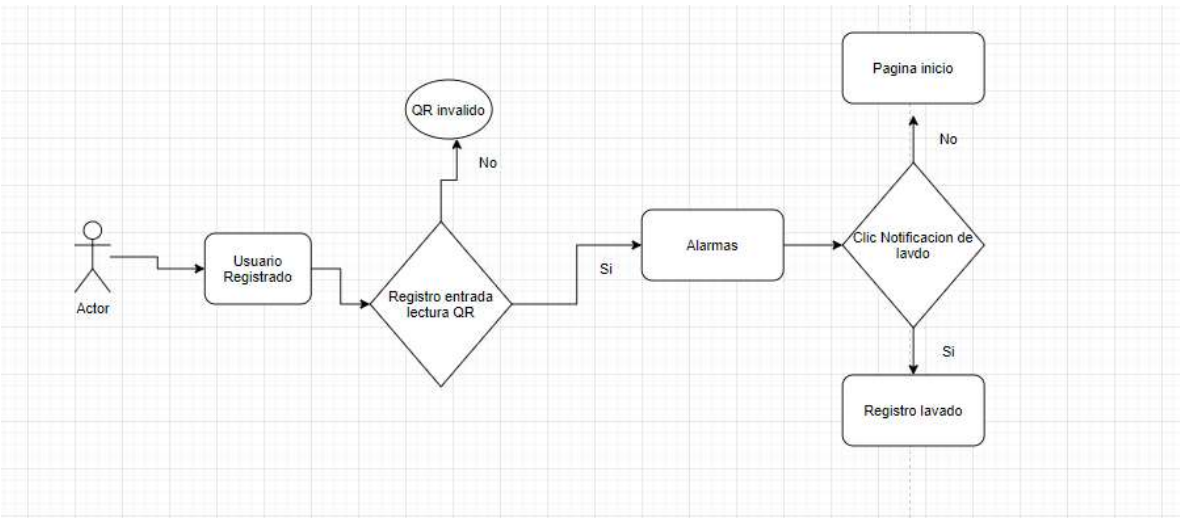 Pagina inicio
QR invalido
No
No
Usuario
Registrado
Alarmas
Clic Notificacion de
lavdo
Si
Registro entrada
lectura QR
Actor
Si
Registro lavado